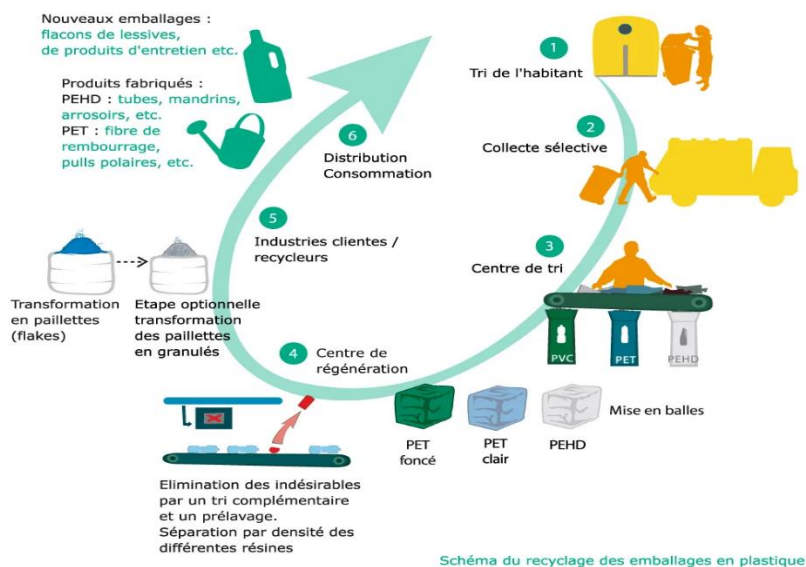 Nouveaux emballages :
flacons de lessives,
de produits d'entretien etc.
Produits fabriqués :
PEHD : tubes, mandrins,
arrosoirs, etc.
PET : fibre de
rembourrage,
pulls polaires, etc.
1
Tri de l'habitant
2
Collecte sélective
3
Centre de tri
PVC
PET
PEHD
Mise en balles
PET
foncé
PET
clair
PEHD
4
Centre de
régénération
Elimination des indésirables
par un tri complémentaire
et un prélavage.
Séparation par densité des
différentes résines
Transformation
en paillettes
(flakes)
Etape optionnelle
transformation
des paillettes
en granulés
5
Industries clientes /
recycleurs
6
Distribution
Consommation
Schéma du recyclage des emballages en plastique